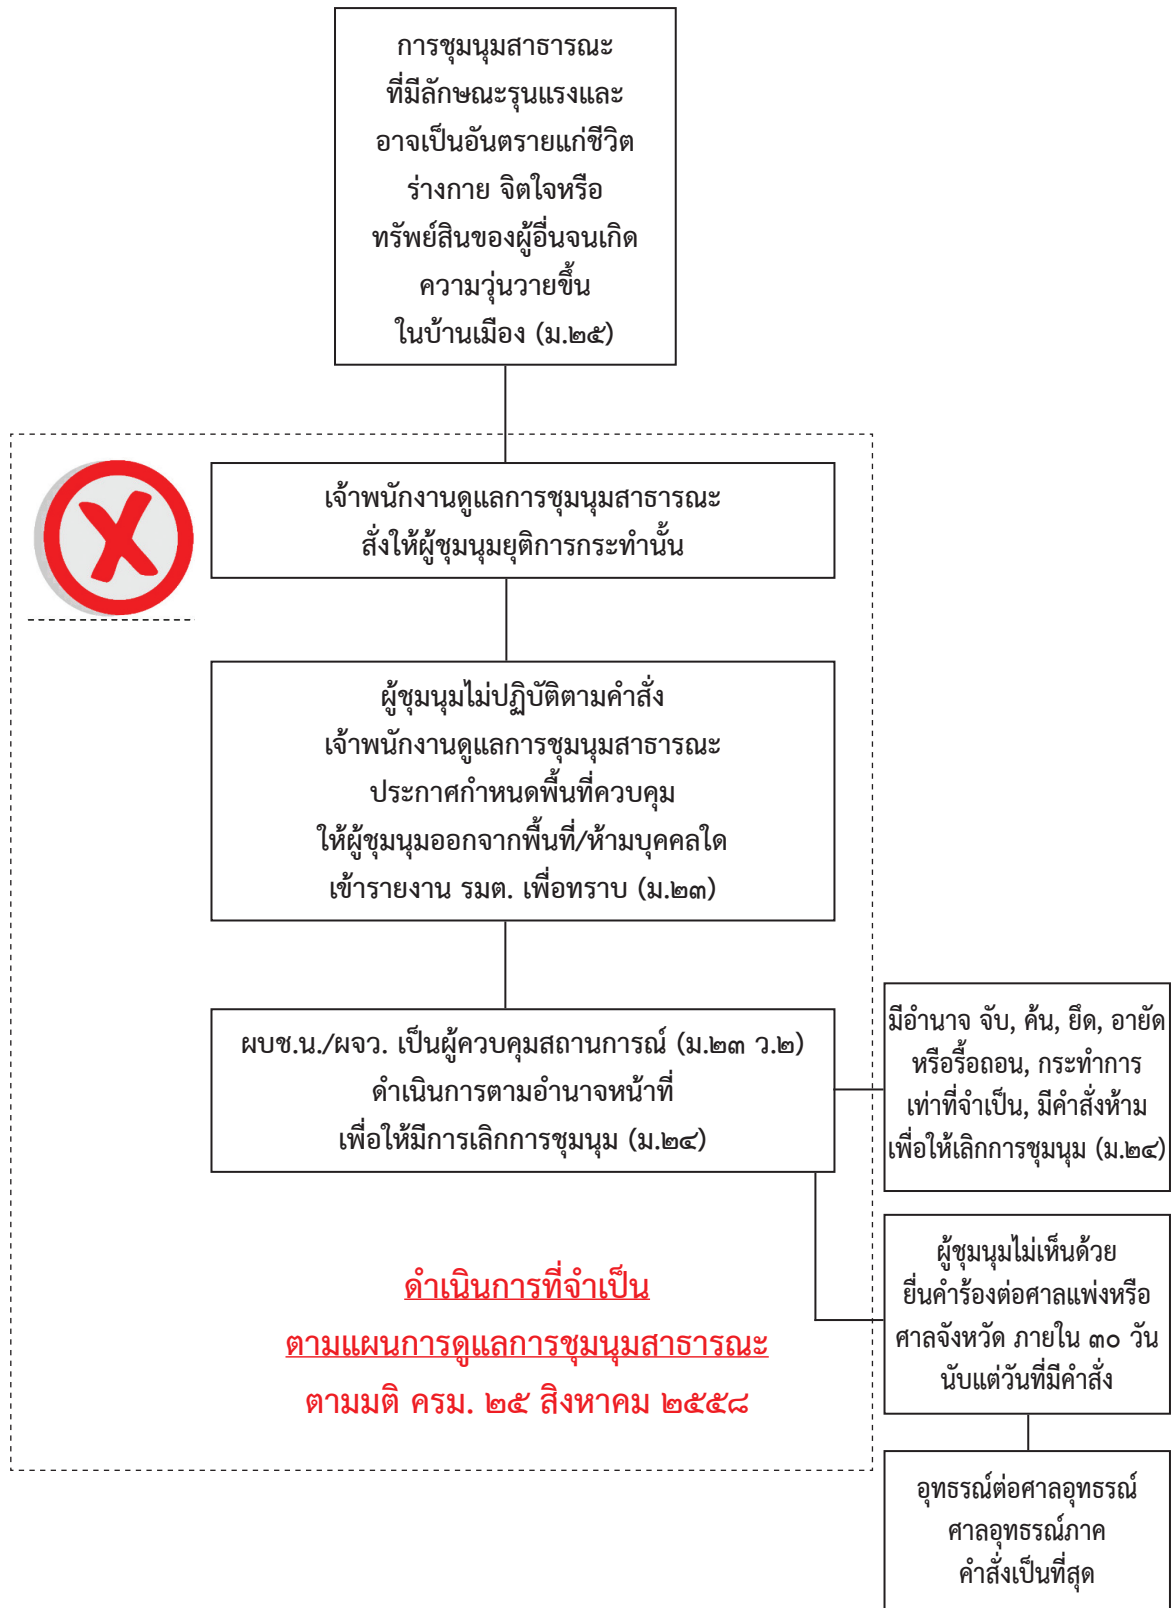 การชุมนุมสาธารณะ
ที่มีลักษณะรุนแรงและ
อาจเป็นอันตรายแก่ชีวิต
ร่างกาย จิตใจหรือ
ทรัพย์สินของผู้อื่นจนเกิด
ความวุ่นวายขึ้น
ในบ้านเมือง (ม.๒๕)
เจ้าพนักงานดูแลการชุมนุมสาธารณะ
สั่งให้ผู้ชุมนุมยุติการกระทำนั้น
ผู้ชุมนุมไม่ปฏิบัติตามคำสั่ง
เจ้าพนักงานดูแลการชุมนุมสาธารณะ
ประกาศกำหนดพื้นที่ควบคุม
ให้ผู้ชุมนุมออกจากพื้นที่/ห้ามบุคคลใด
เข้ารายงาน รมต. เพื่อทราบ (ม.๒๓)
ผบช.น./ผจว. เป็นผู้ควบคุมสถานการณ์ (ม.๒๓ ว.๒)
ดำเนินการตามอำนาจหน้าที่
เพื่อให้มีการเลิกการชุมนุม (ม.๒๔)
มีอำนาจ จับ, ค้น, ยึด, อายัด
หรือรื้อถอน, กระทำการ
เท่าที่จำเป็น, มีคำสั่งห้าม
เพื่อให้เลิกการชุมนุม (ม.๒๔)
ผู้ชุมนุมไม่เห็นด้วย
ยื่นคำร้องต่อศาลแพ่งหรือ
ศาลจังหวัด ภายใน ๓๐ วัน
นับแต่วันที่มีคำสั่ง
ดำเนินการที่จำเป็น
ตามแผนการดูแลการชุมนุมสาธารณะ
ตามมติ ครม. ๒๕ สิงหาคม ๒๕๕๘
อุทธรณ์ต่อศาลอุทธรณ์
ศาลอุทธรณ์ภาค
คำสั่งเป็นที่สุด